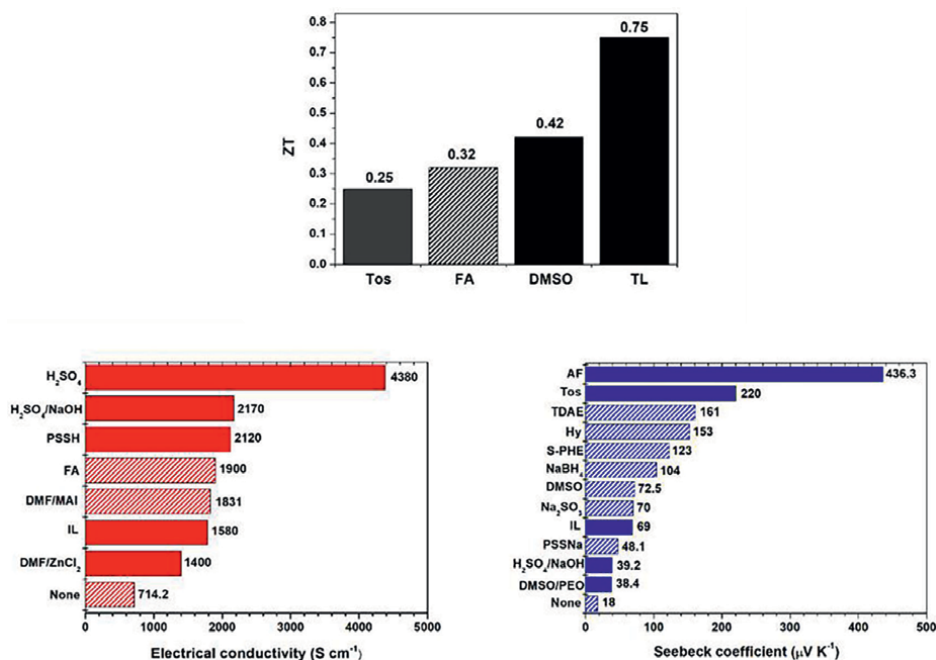 0.8
0.7
0.6
0.5
0.4
0.3
0.2
0.1
0.0
ZT
0.25
0.32
0.42
0.75
Tos FA DMSO TL
H₂SO₄ 4380
H₂SO₄/NaOH 2170
PSSH 2120
FA 1900
DMF/MAI 1831
IL 1580
DMF/ZnCl₂ 1400
None 714.2
0 1000 2000 3000 4000 5000
Electrical conductivity (S cm⁻¹)
AF 436.3
Tos 220
TDAE 161
Hy 153
S-PHE 123
NaBH₄ 104
DMSO 72.5
Na₂SO₃ 70
IL 69
PSSNa 48.1
H₂SO₄/NaOH 39.2
DMSO/PEO 38.4
None 18
0 100 200 300 400 500
Seebeck coefficient (μV K⁻¹)